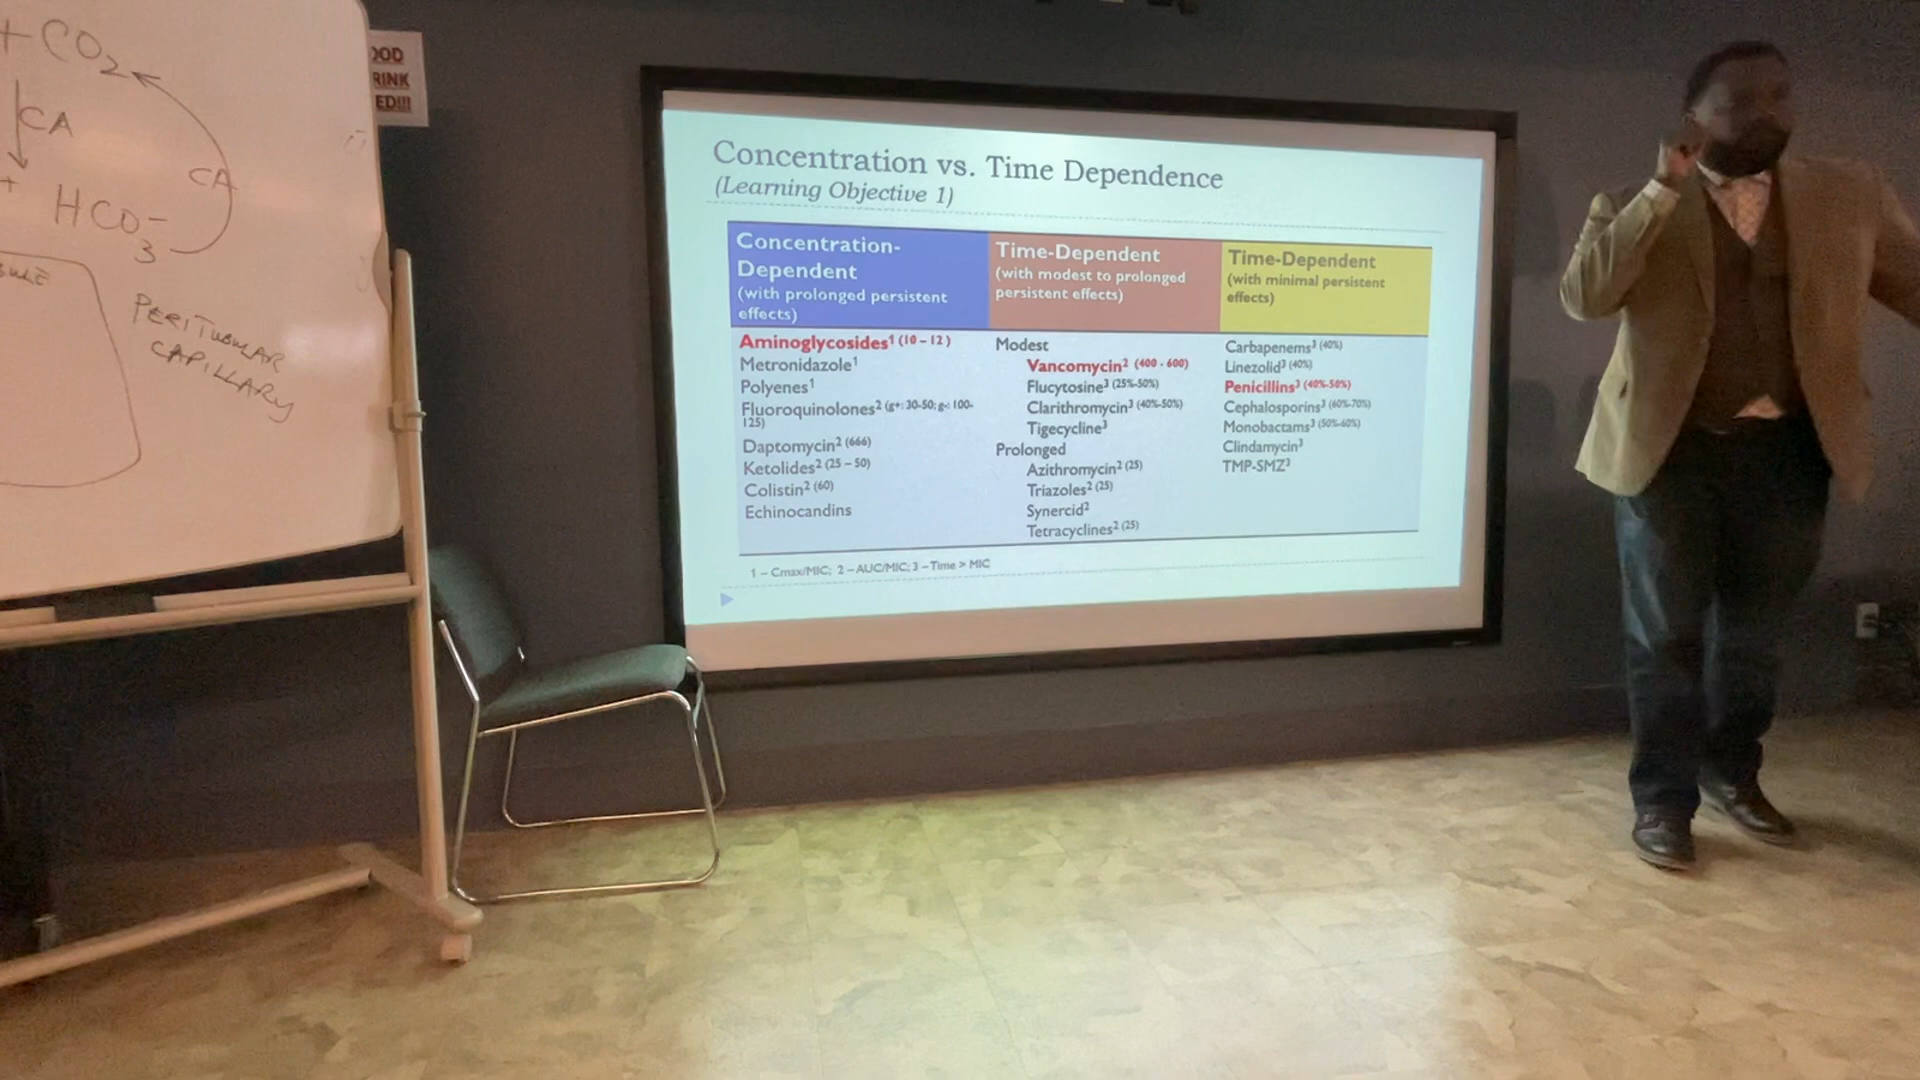 + CO2
CA
CA
+ HCO3-
PERITUBULAR
CAPILLARY
OOD
RINK
ED!!!
Concentration vs. Time Dependence
(Learning Objective 1)
Concentration-
Dependent
(with prolonged persistent
effects)
Aminoglycosides¹ (10 – 12)
Metronidazole¹
Polyenes¹
Fluoroquinolones² (g+: 30-50; g-: 100-
125)
Daptomycin² (666)
Ketolides² (25 – 50)
Colistin² (60)
Echinocandins
Time-Dependent
(with modest to prolonged
persistent effects)
Modest
Vancomycin² (400 - 600)
Flucytosine³ (25%-50%)
Clarithromycin³ (40%-50%)
Tigecycline³
Prolonged
Azithromycin² (25)
Triazoles² (25)
Synercid²
Tetracyclines² (25)
Time-Dependent
(with minimal persistent
effects)
Carbapenems³ (40%)
Linezolid³ (40%)
Penicillins³ (40%-50%)
Cephalosporins³ (60%-70%)
Monobactams³ (50%-60%)
Clindamycin³
TMP-SMZ³
1 – Cmax/MIC; 2 – AUC/MIC; 3 – Time > MIC